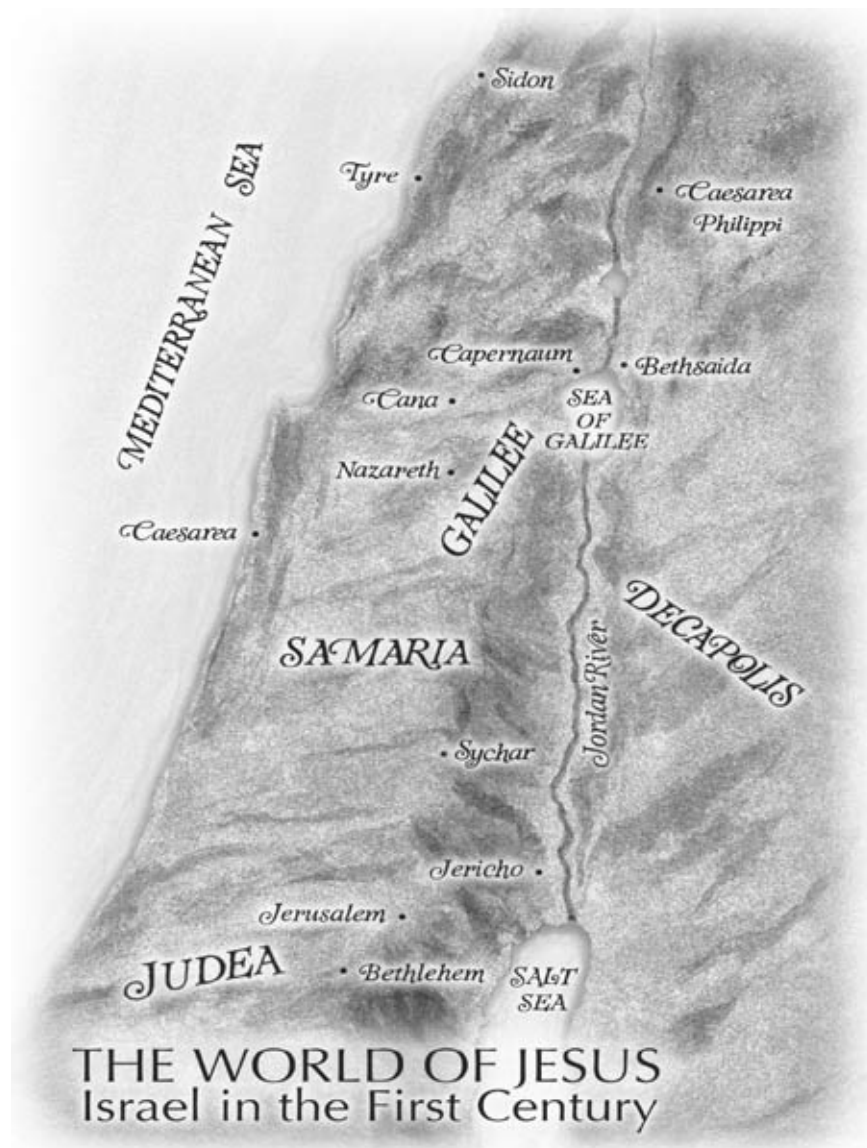 Sidon
MEDITERRANEAN SEA
Tyre
Caesarea
Philippi
Capernaum
Bethsaida
Cana
SEA
OF
GALILEE
GALILEE
Nazareth
Caesarea
DECAPOLIS
SAMARIA
Jordan River
Sychar
Jericho
Jerusalem
JUDEA
Bethlehem
SALT
SEA
THE WORLD OF JESUS
Israel in the First Century